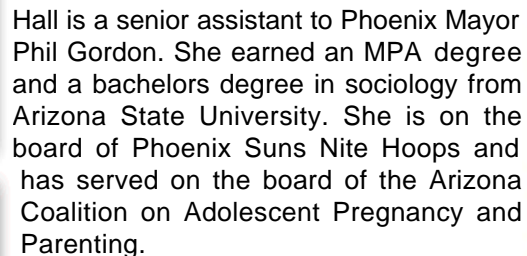 Hall is a senior assistant to Phoenix Mayor
Phil Gordon. She earned an MPA degree
and a bachelors degree in sociology from
Arizona State University. She is on the
board of Phoenix Suns Nite Hoops and
has served on the board of the Arizona
Coalition on Adolescent Pregnancy and
Parenting.